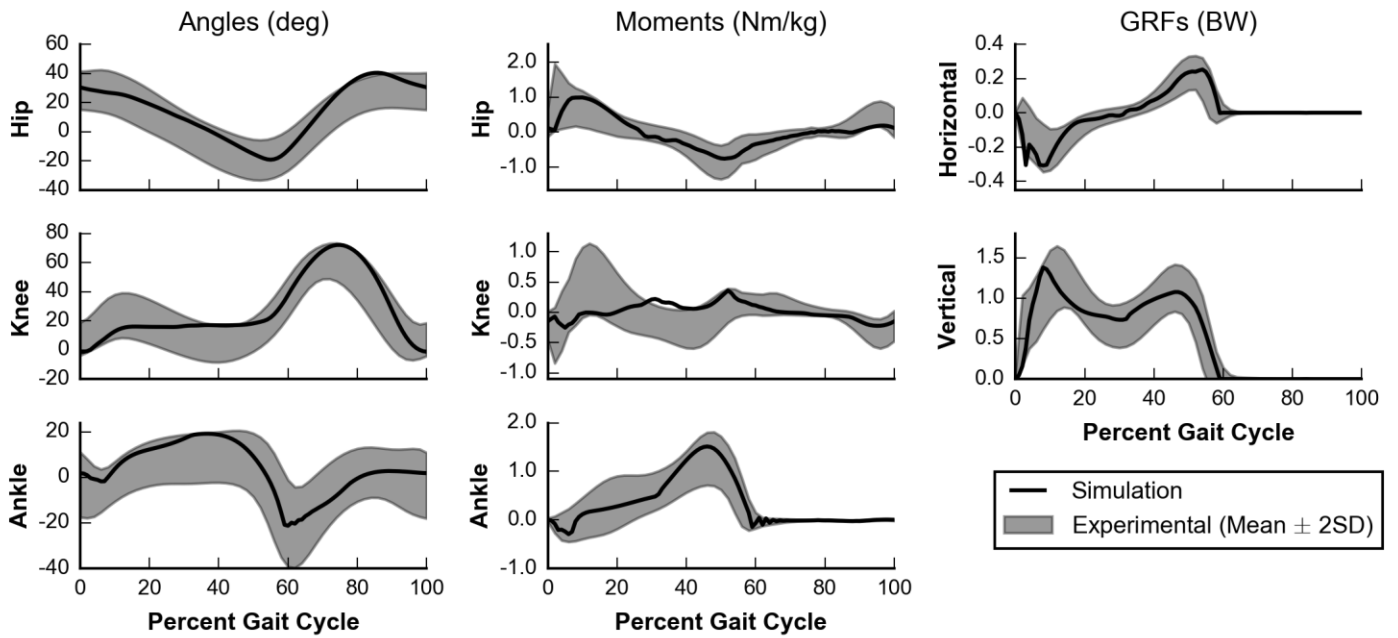 Angles (deg)
Moments (Nm/kg)
GRFs (BW)
Hip
60
40
20
0
-20
-40
Hip
2.0
1.0
0.0
-1.0
Horizontal
0.4
0.2
0.0
-0.2
-0.4
Knee
80
60
40
20
0
-20
Knee
1.0
0.5
0.0
-0.5
-1.0
Vertical
1.5
1.0
0.5
0.0
0 20 40 60 80 100
Percent Gait Cycle
Ankle
20
0
-20
-40
0 20 40 60 80 100
Percent Gait Cycle
Ankle
2.0
1.0
0.0
-1.0
0 20 40 60 80 100
Percent Gait Cycle
Simulation
Experimental (Mean ± 2SD)